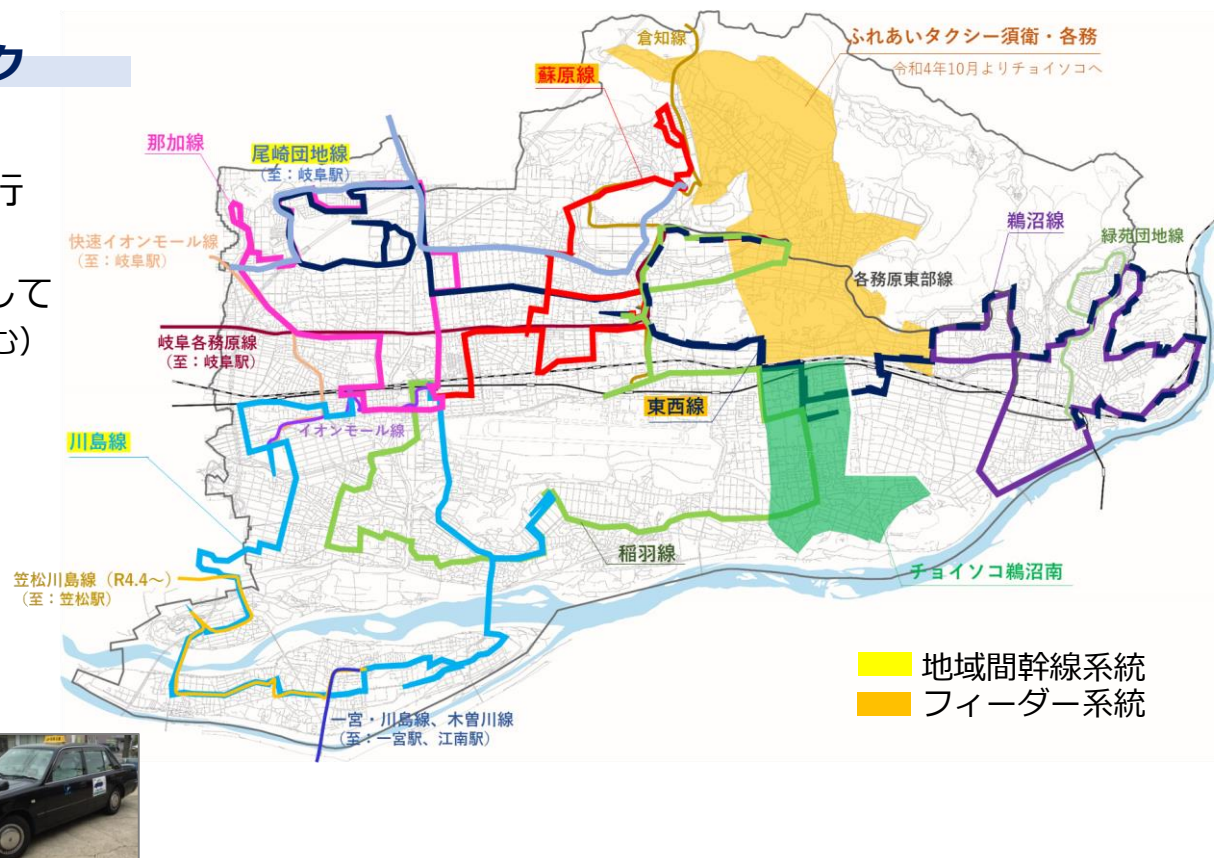 ク
行
して
む）
倉知線
ふれあいタクシー須衛・各務
令和4年10月よりチョイソコへ
蘇原線
那加線
尾崎団地線
（至：岐阜駅）
鵜沼線
緑苑団地線
快速イオンモール線
（至：岐阜駅）
各務原東部線
岐阜各務原線
（至：岐阜駅）
東西線
イオンモール線
川島線
稲羽線
チョイソコ鵜沼南
笠松川島線（R4.4～）
（至：笠松駅）
一宮・川島線、木曽川線
（至：一宮駅、江南駅）
地域間幹線系統
フィーダー系統